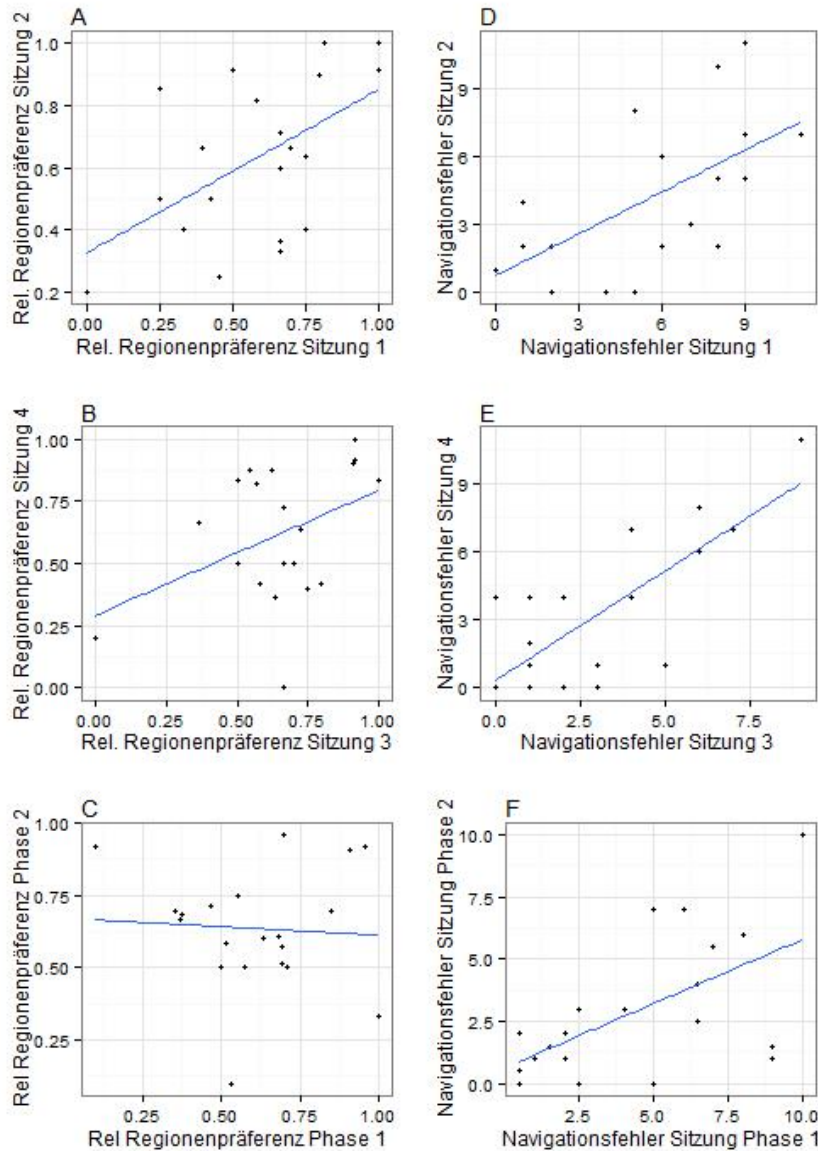 A
Rel. Regionenpräferenz Sitzung 2
1.0
0.8
0.6
0.4
0.2
0.00 0.25 0.50 0.75 1.00
Rel. Regionenpräferenz Sitzung 1
D
Navigationsfehler Sitzung 2
9
6
3
0
0 3 6 9
Navigationsfehler Sitzung 1
B
Rel. Regionenpräferenz Sitzung 4
1.00
0.75
0.50
0.25
0.00
0.00 0.25 0.50 0.75 1.00
Rel. Regionenpräferenz Sitzung 3
E
Navigationsfehler Sitzung 4
9
6
3
0
0.0 2.5 5.0 7.5
Navigationsfehler Sitzung 3
C
Rel Regionenpräferenz Phase 2
1.00
0.75
0.50
0.25
0.25 0.50 0.75 1.00
Rel Regionenpräferenz Phase 1
F
Navigationsfehler Sitzung Phase 2
10.0
7.5
5.0
2.5
0.0
2.5 5.0 7.5 10.0
Navigationsfehler Sitzung Phase 1